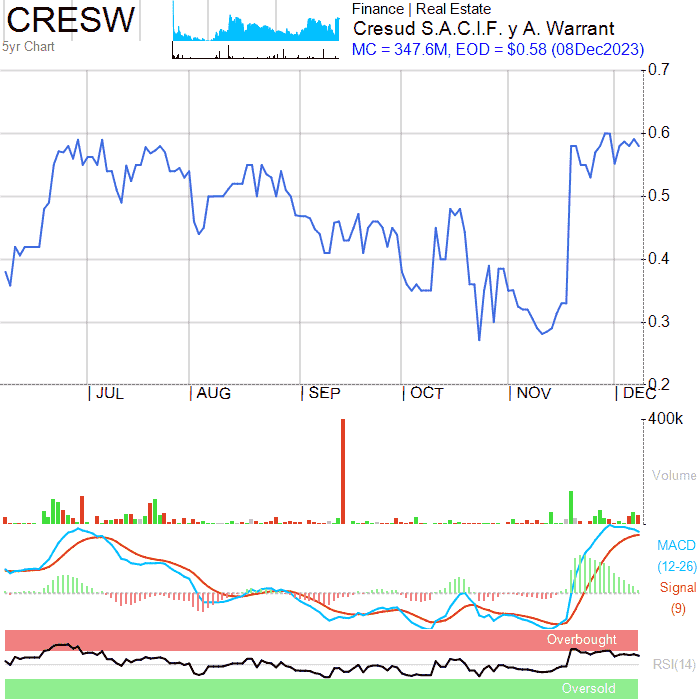 CRESW
5yr Chart
Finance | Real Estate
Cresud S.A.C.I.F. y A. Warrant
MC = 347.6M, EOD = $0.58 (08Dec2023)
0.7
0.6
0.5
0.4
0.3
0.2
JUL AUG SEP OCT NOV DEC
400k
Volume
MACD
(12-26)
Signal
(9)
Overbought
RSI(14)
Oversold